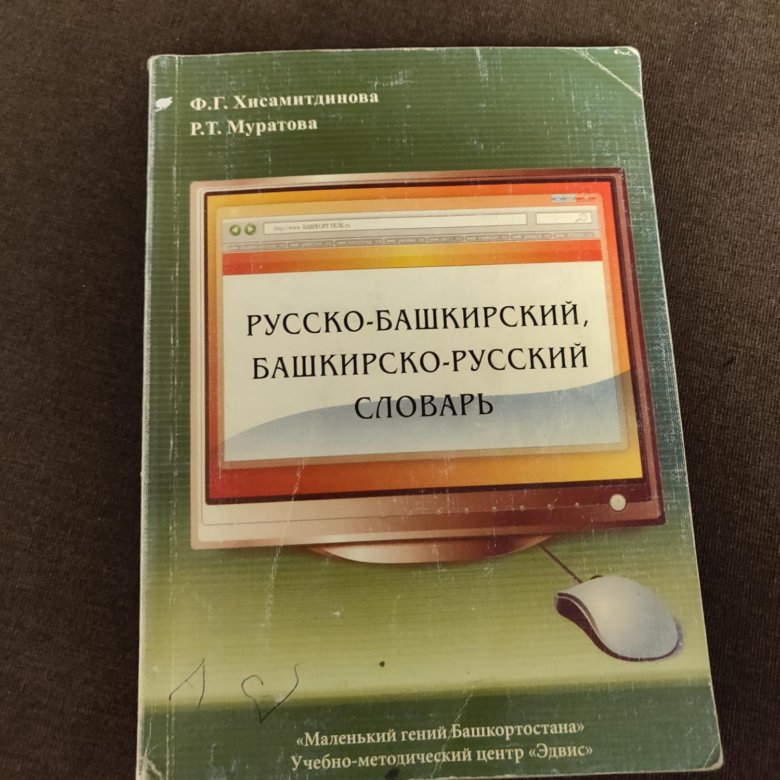 Ф.Г. Хисамитдинова
Р.Т. Муратова
РУССКО-БАШКИРСКИЙ,
БАШКИРСКО-РУССКИЙ
СЛОВАРЬ
«Маленький гений Башкортостана»
Учебно-методический центр «Эдвис»